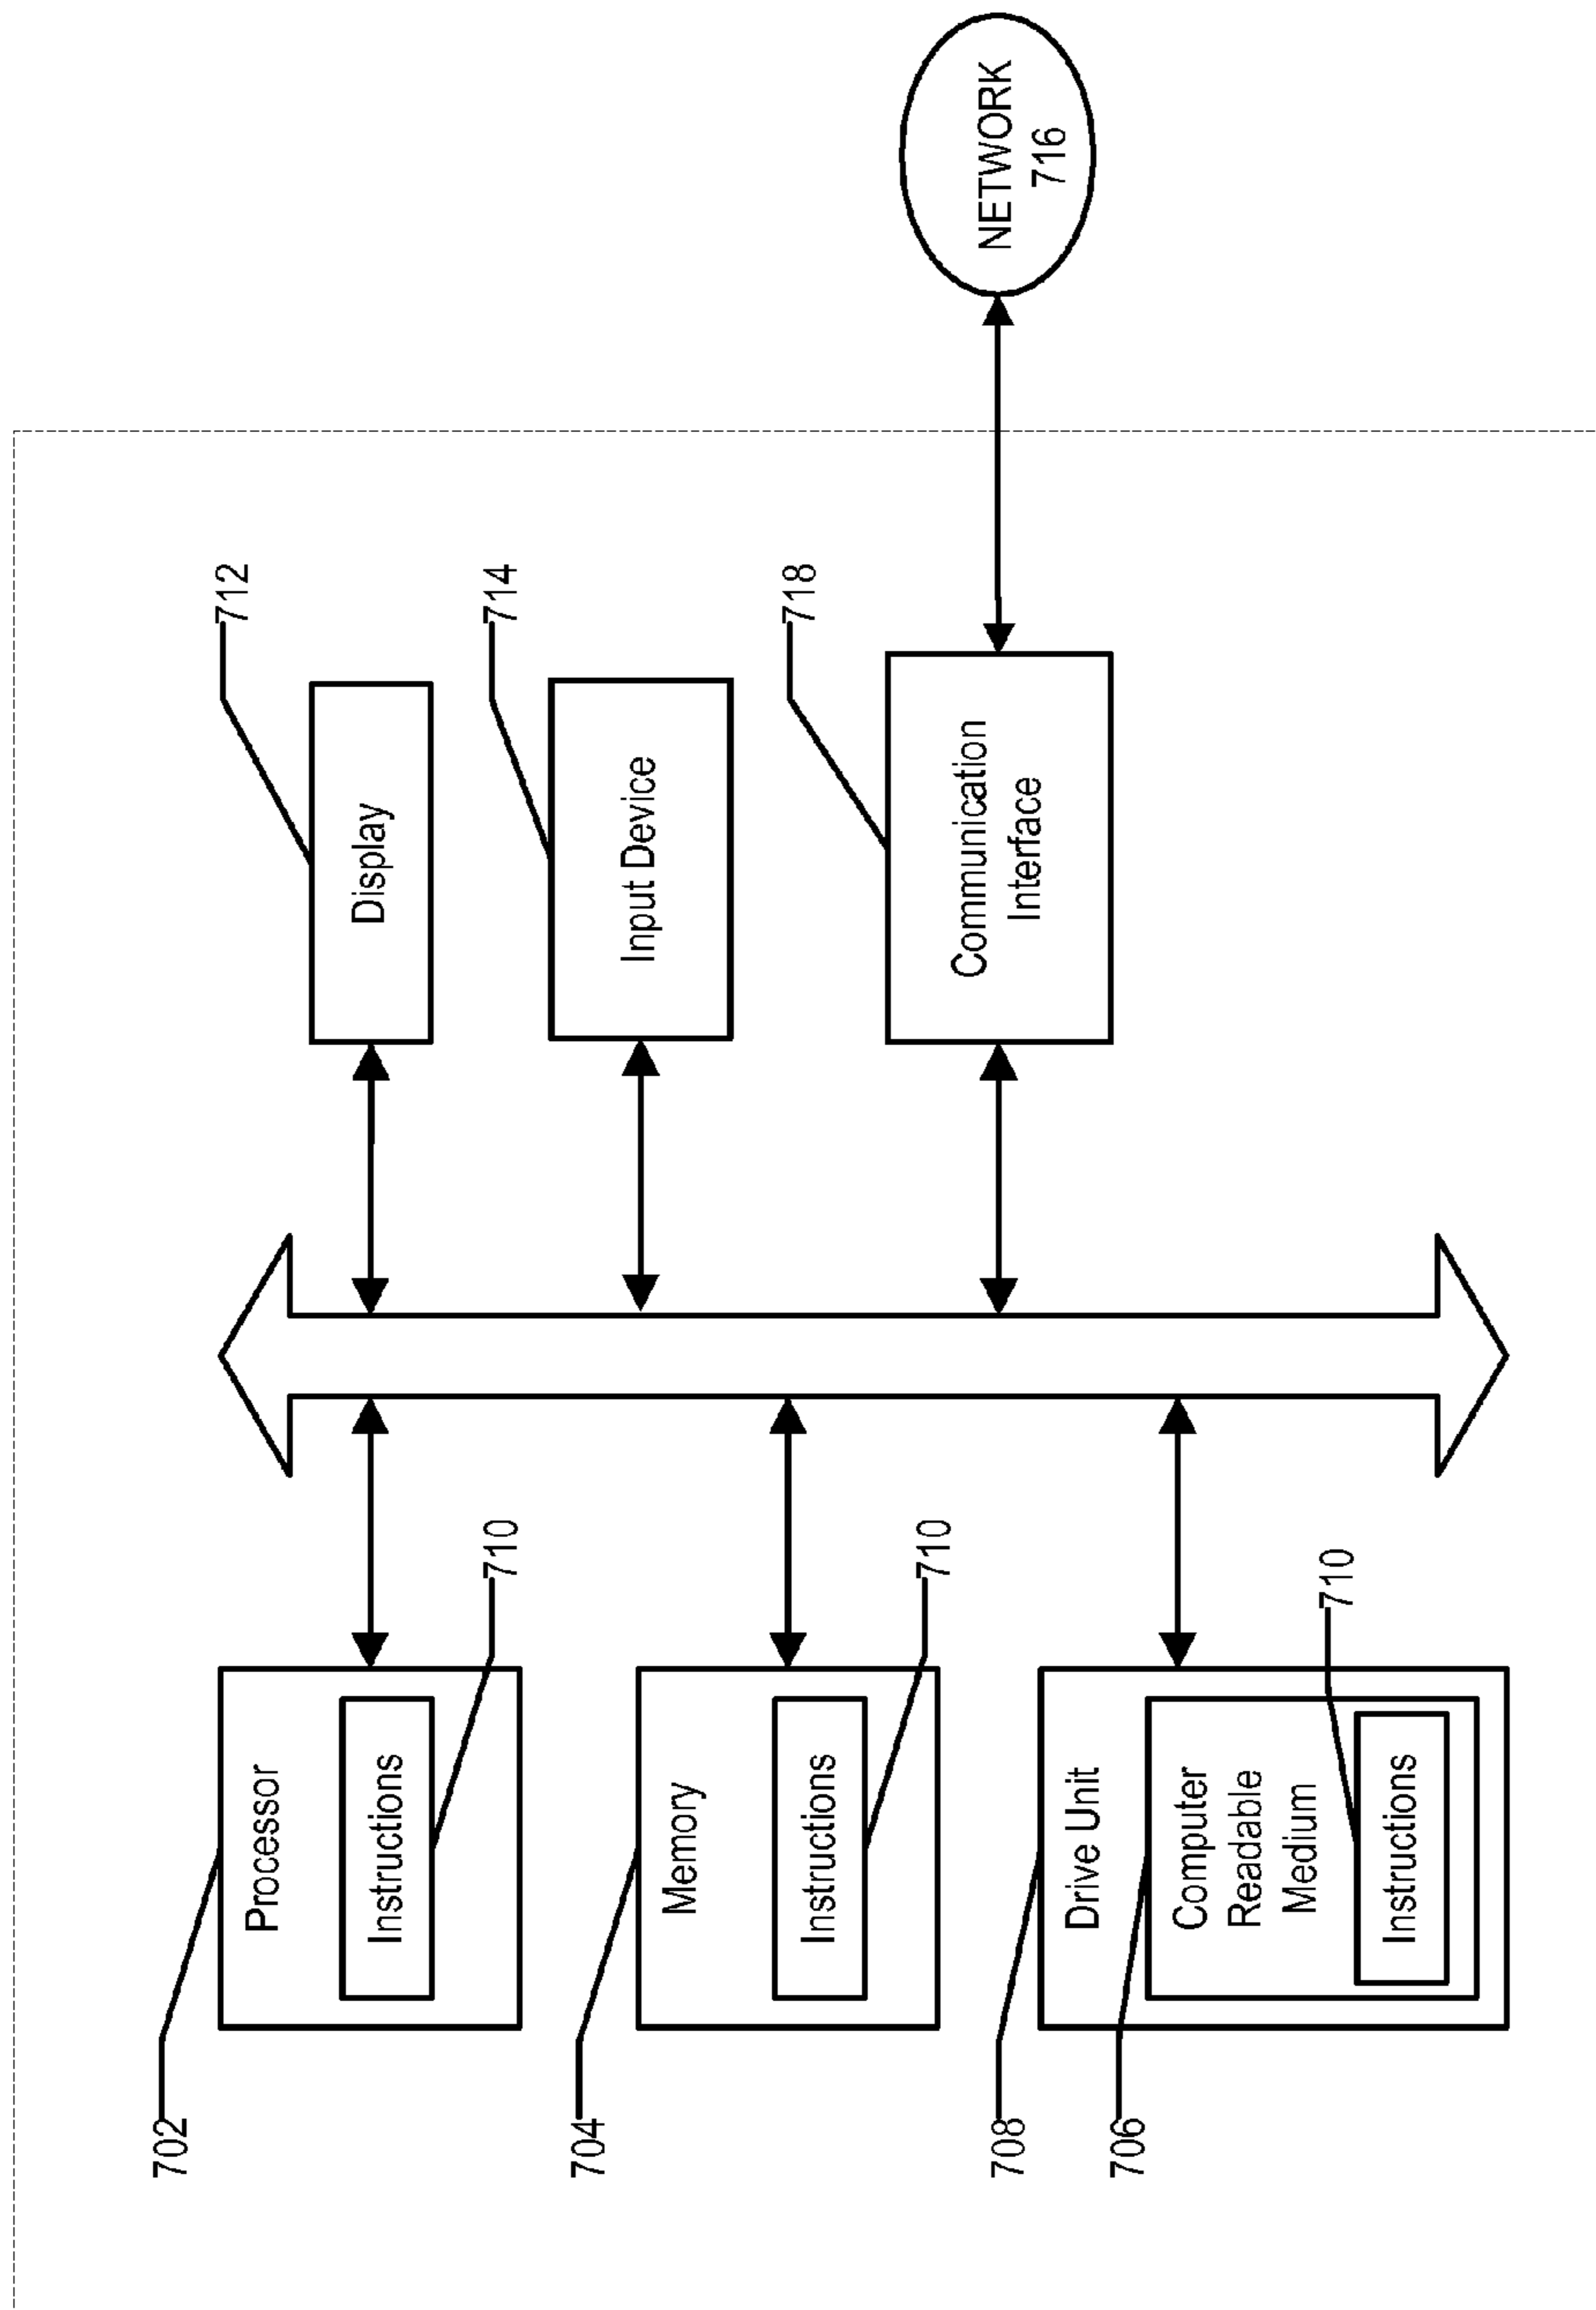 702
Processor
Instructions
710
704
Memory
Instructions
710
708
Drive Unit
706
Computer
Readable
Medium
710
Instructions
712
Display
714
Input Device
718
Communication
Interface
NETWORK
716